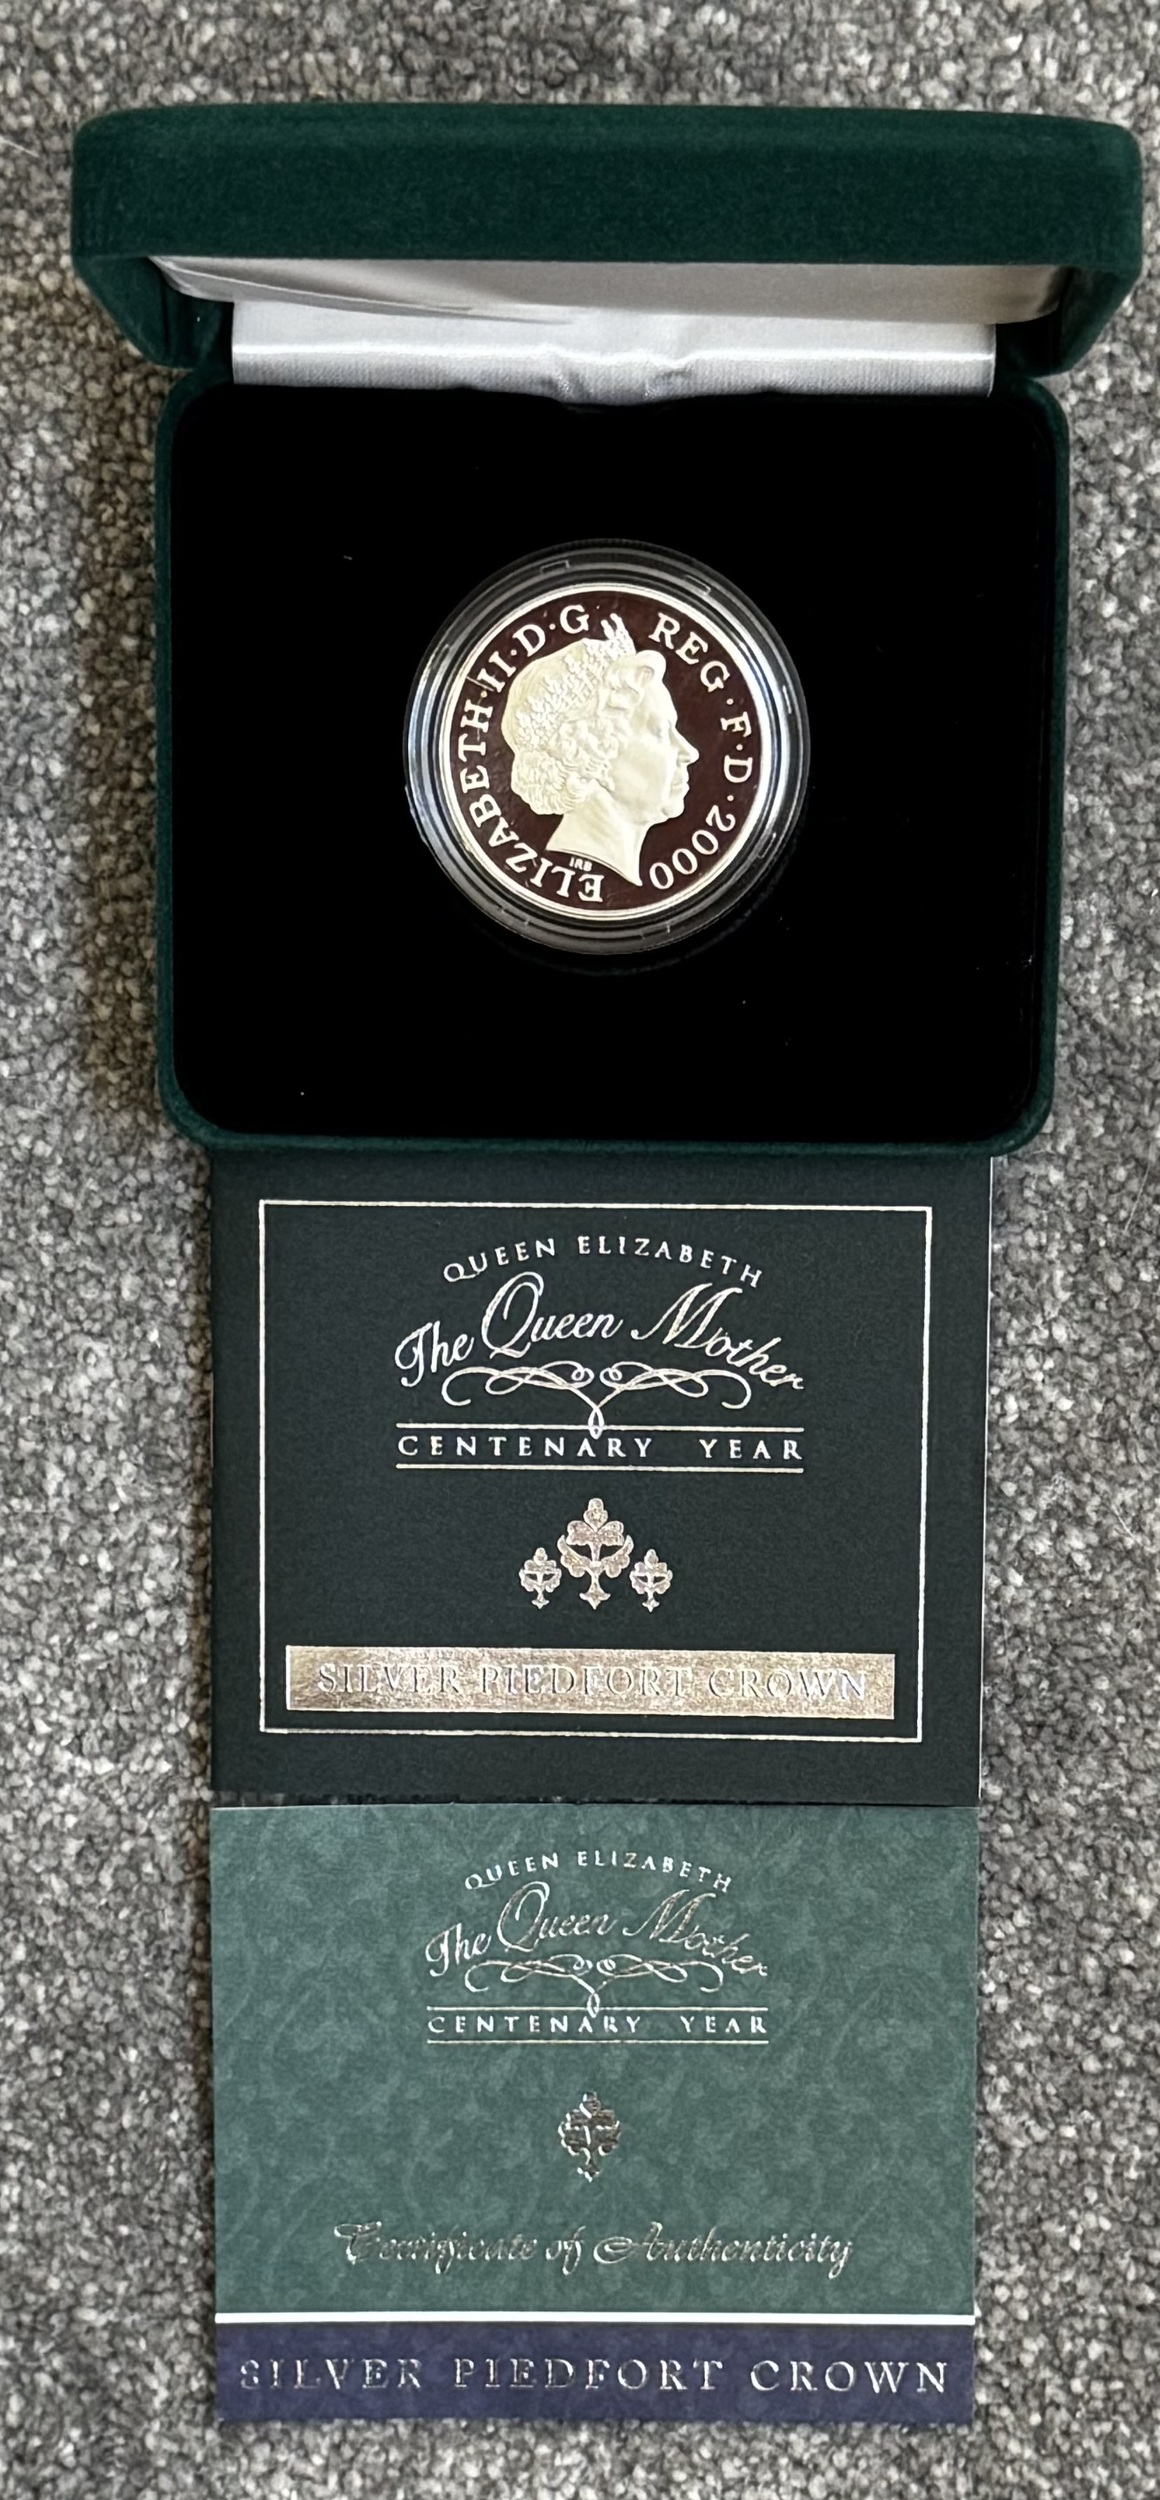 ELIZABETH·II·D·G REG·F·D·2000
IRB
QUEEN ELIZABETH
The Queen Mother
CENTENARY YEAR
SILVER PIEDFORT CROWN
QUEEN ELIZABETH
The Queen Mother
CENTENARY YEAR
Certificate of Authenticity
SILVER PIEDFORT CROWN